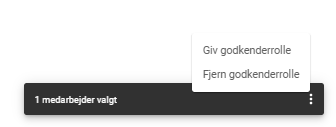 Giv godkenderrolle
Fjern godkenderrolle
1 medarbejder valgt